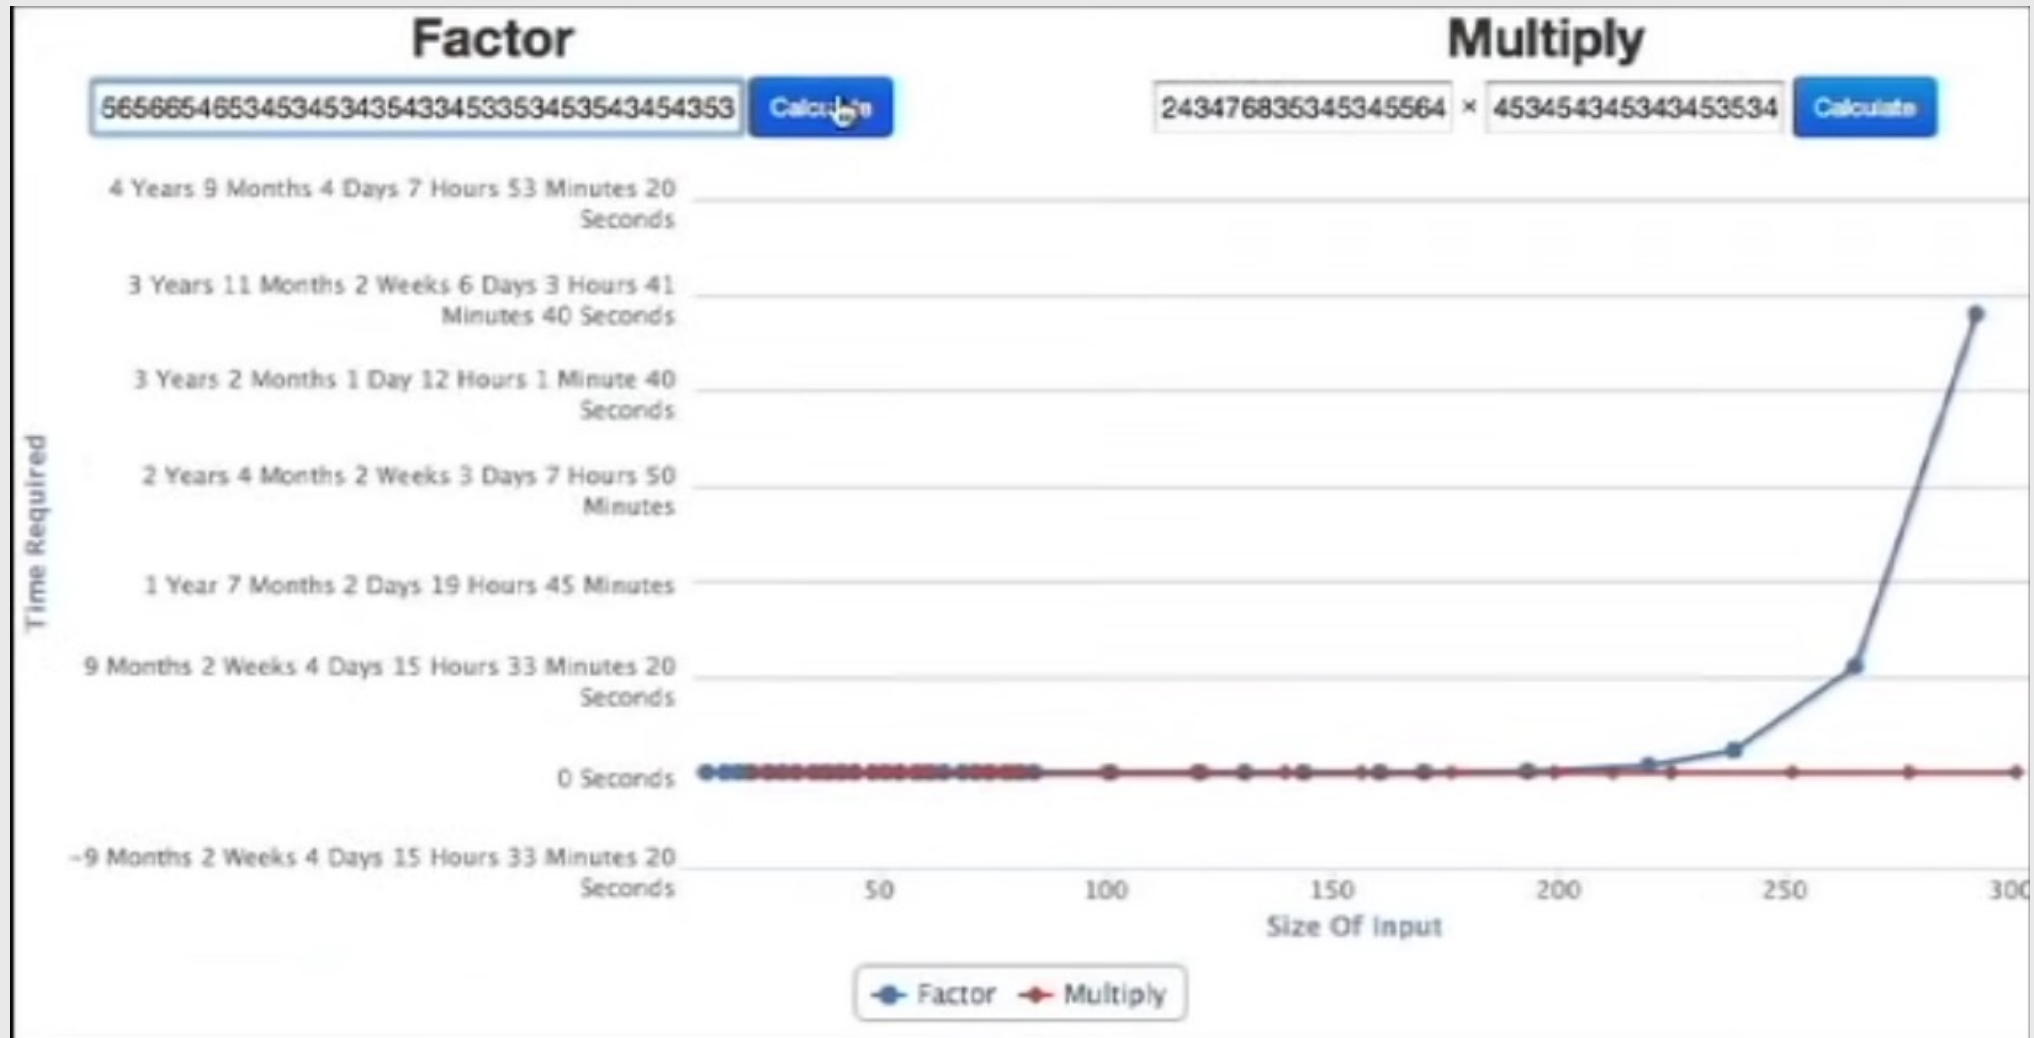 Factor
Multiply
5656654653453453435433453353453543454353
Calculate
243476835345345564 × 453454345343453534 Calculate
4 Years 9 Months 4 Days 7 Hours 53 Minutes 20
Seconds
3 Years 11 Months 2 Weeks 6 Days 3 Hours 41
Minutes 40 Seconds
3 Years 2 Months 1 Day 12 Hours 1 Minute 40
Seconds
2 Years 4 Months 2 Weeks 3 Days 7 Hours 50
Minutes
1 Year 7 Months 2 Days 19 Hours 45 Minutes
9 Months 2 Weeks 4 Days 15 Hours 33 Minutes 20
Seconds
0 Seconds
-9 Months 2 Weeks 4 Days 15 Hours 33 Minutes 20
Seconds
Time Required
50 100 150 200 250 300
Size Of Input
Factor Multiply